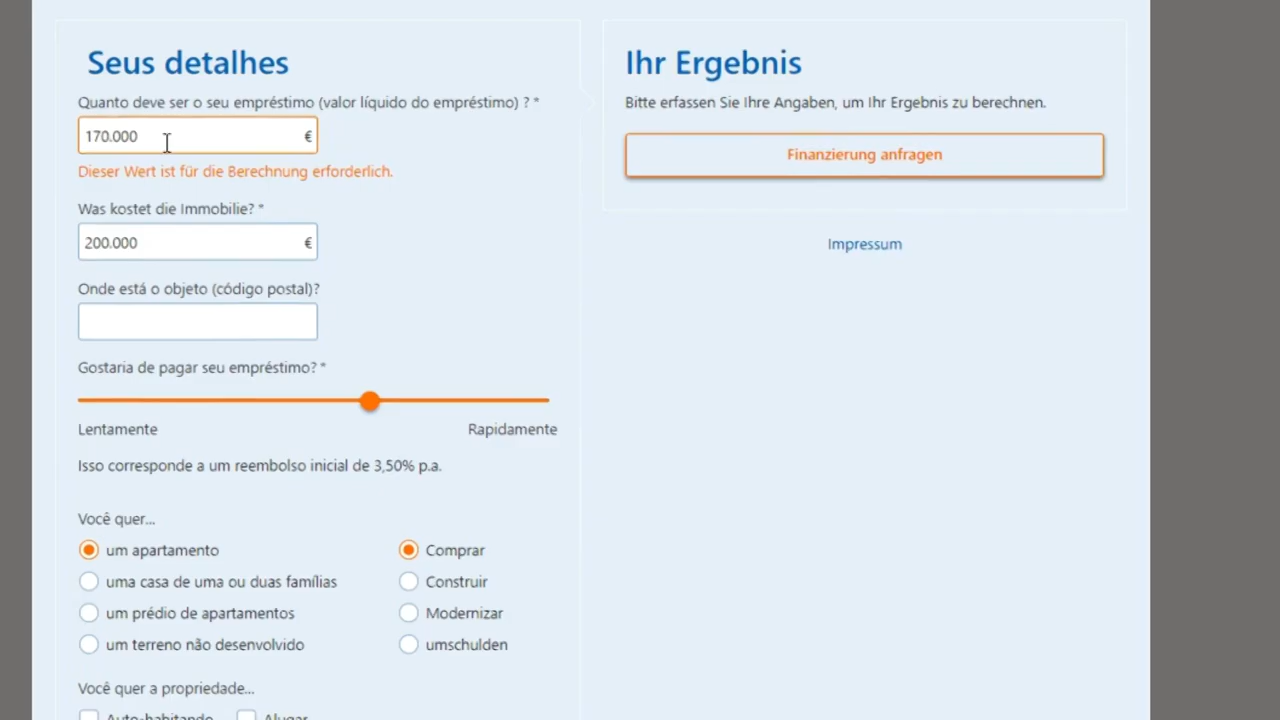 Seus detalhes
Quanto deve ser o seu empréstimo (valor líquido do empréstimo) ? *
170.000 €
Dieser Wert ist für die Berechnung erforderlich.
Was kostet die Immobilie? *
200.000 €
Onde está o objeto (código postal)?
Gostaria de pagar seu empréstimo? *
Lentamente Rapidamente
Isso corresponde a um reembolso inicial de 3,50% p.a.
Você quer...
um apartamento Comprar
uma casa de uma ou duas famílias Construir
um prédio de apartamentos Modernizar
um terreno não desenvolvido umschulden
Você quer a propriedade...
Auto-habitando Alugar
Ihr Ergebnis
Bitte erfassen Sie Ihre Angaben, um Ihr Ergebnis zu berechnen.
Finanzierung anfragen
Impressum